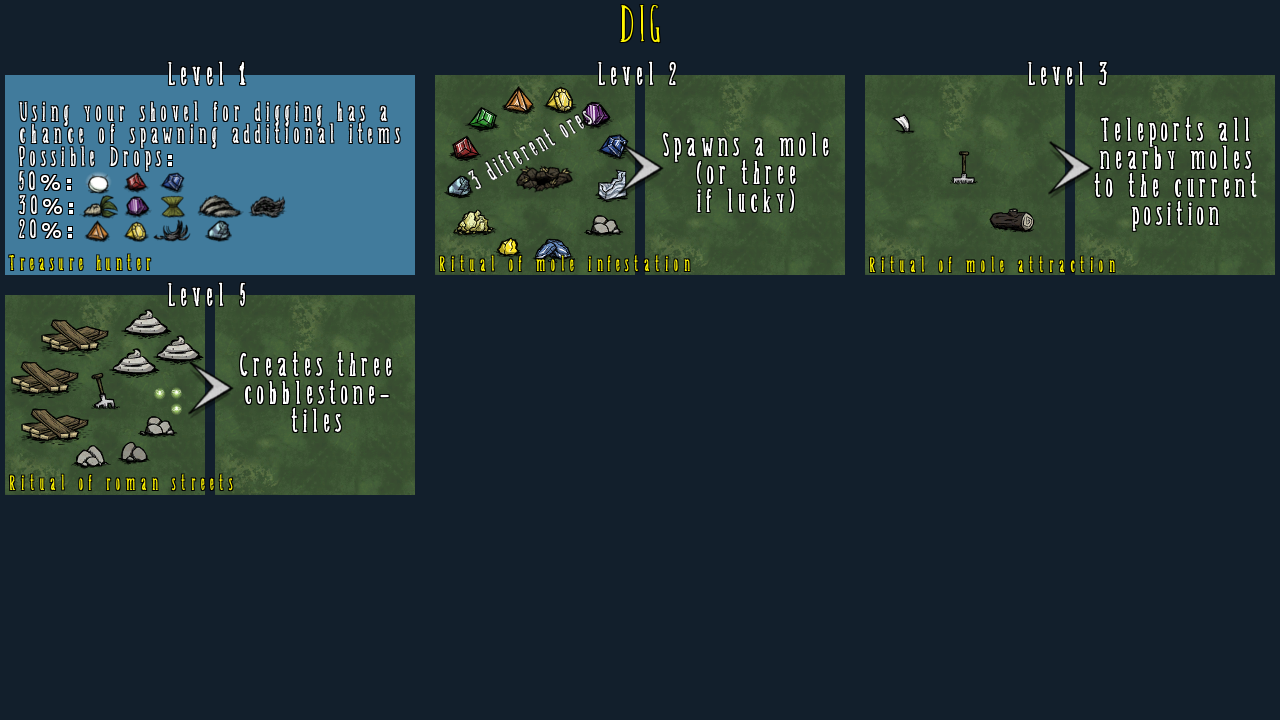 DIG
Level 1
Using your shovel for digging has a
chance of spawning additional items
Possible Drops:
50%:
30%:
20%:
Treasure hunter
Level 2
3 different ores
Spawns a mole
(or three
if lucky)
Ritual of mole infestation
Level 3
Teleports all
nearby moles
to the current
position
Ritual of mole attraction
Level 5
Creates three
cobblestone-
tiles
Ritual of roman streets